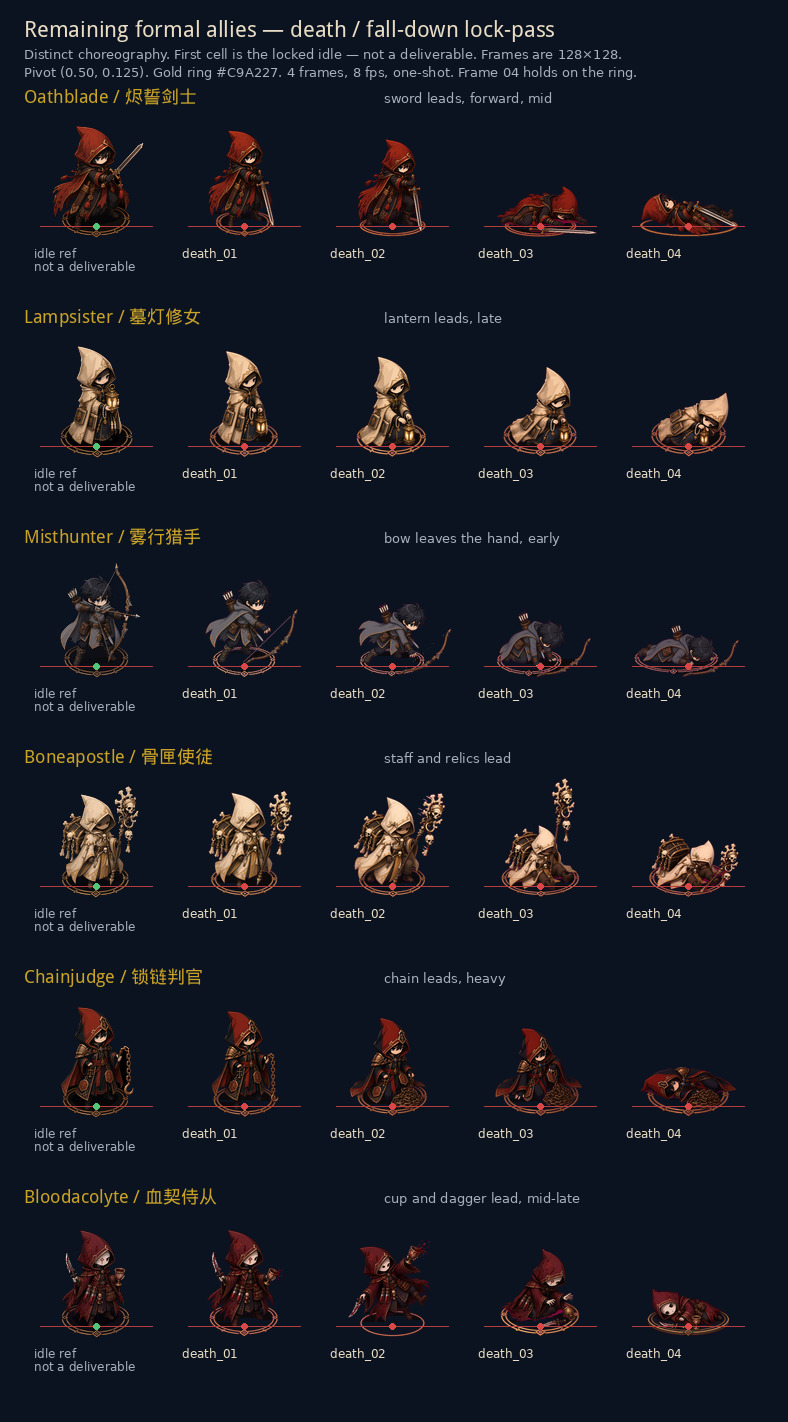 Remaining formal allies — death / fall-down lock-pass
Distinct choreography. First cell is the locked idle — not a deliverable. Frames are 128×128.
Pivot (0.50, 0.125). Gold ring #C9A227. 4 frames, 8 fps, one-shot. Frame 04 holds on the ring.
Oathblade / 烬誓剑士
sword leads, forward, mid
idle ref
not a deliverable
death_01
death_02
death_03
death_04
Lampsister / 墓灯修女
lantern leads, late
idle ref
not a deliverable
death_01
death_02
death_03
death_04
Misthunter / 雾行猎手
bow leaves the hand, early
idle ref
not a deliverable
death_01
death_02
death_03
death_04
Boneapostle / 骨匣使徒
staff and relics lead
idle ref
not a deliverable
death_01
death_02
death_03
death_04
Chainjudge / 锁链判官
chain leads, heavy
idle ref
not a deliverable
death_01
death_02
death_03
death_04
Bloodacolyte / 血契侍从
cup and dagger lead, mid-late
idle ref
not a deliverable
death_01
death_02
death_03
death_04